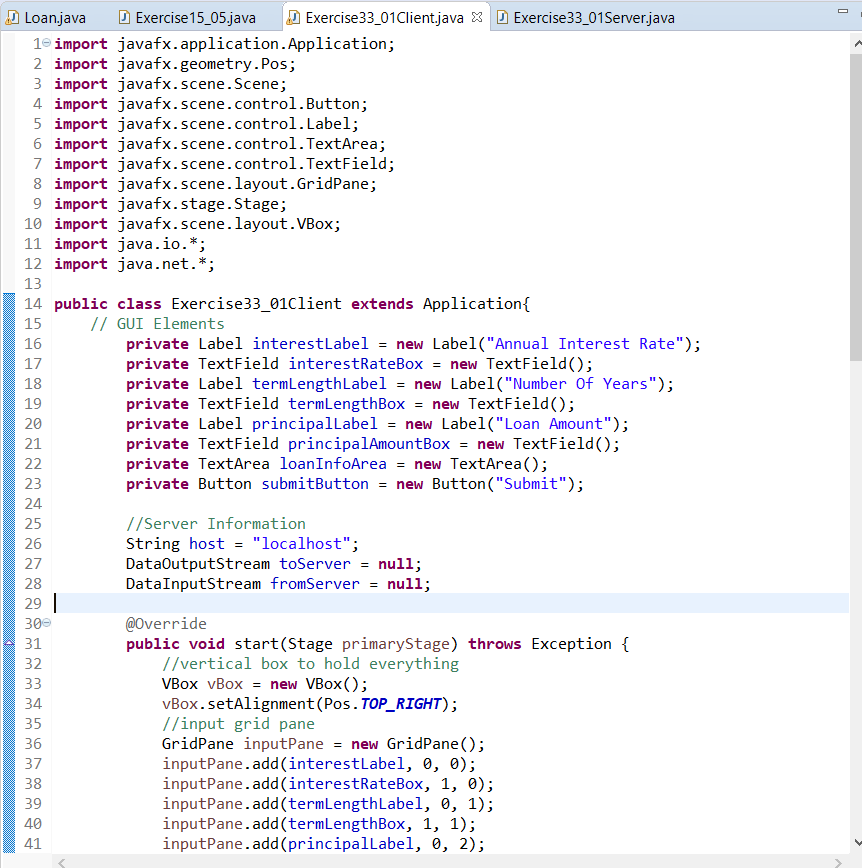 Loan.java Exercise15_05.java Exercise33_01Client.java Exercise33_01Server.java
1 import javafx.application.Application;
2 import javafx.geometry.Pos;
3 import javafx.scene.Scene;
4 import javafx.scene.control.Button;
5 import javafx.scene.control.Label;
6 import javafx.scene.control.TextArea;
7 import javafx.scene.control.TextField;
8 import javafx.scene.layout.GridPane;
9 import javafx.stage.Stage;
10 import javafx.scene.layout.VBox;
11 import java.io.*;
12 import java.net.*;
13
14 public class Exercise33_01Client extends Application{
15     // GUI Elements
16         private Label interestLabel = new Label("Annual Interest Rate");
17         private TextField interestRateBox = new TextField();
18         private Label termLengthLabel = new Label("Number Of Years");
19         private TextField termLengthBox = new TextField();
20         private Label principalLabel = new Label("Loan Amount");
21         private TextField principalAmountBox = new TextField();
22         private TextArea loanInfoArea = new TextArea();
23         private Button submitButton = new Button("Submit");
24
25         //Server Information
26         String host = "localhost";
27         DataOutputStream toServer = null;
28         DataInputStream fromServer = null;
29
30         @Override
31         public void start(Stage primaryStage) throws Exception {
32             //vertical box to hold everything
33             VBox vBox = new VBox();
34             vBox.setAlignment(Pos.TOP_RIGHT);
35             //input grid pane
36             GridPane inputPane = new GridPane();
37             inputPane.add(interestLabel, 0, 0);
38             inputPane.add(interestRateBox, 1, 0);
39             inputPane.add(termLengthLabel, 0, 1);
40             inputPane.add(termLengthBox, 1, 1);
41             inputPane.add(principalLabel, 0, 2);